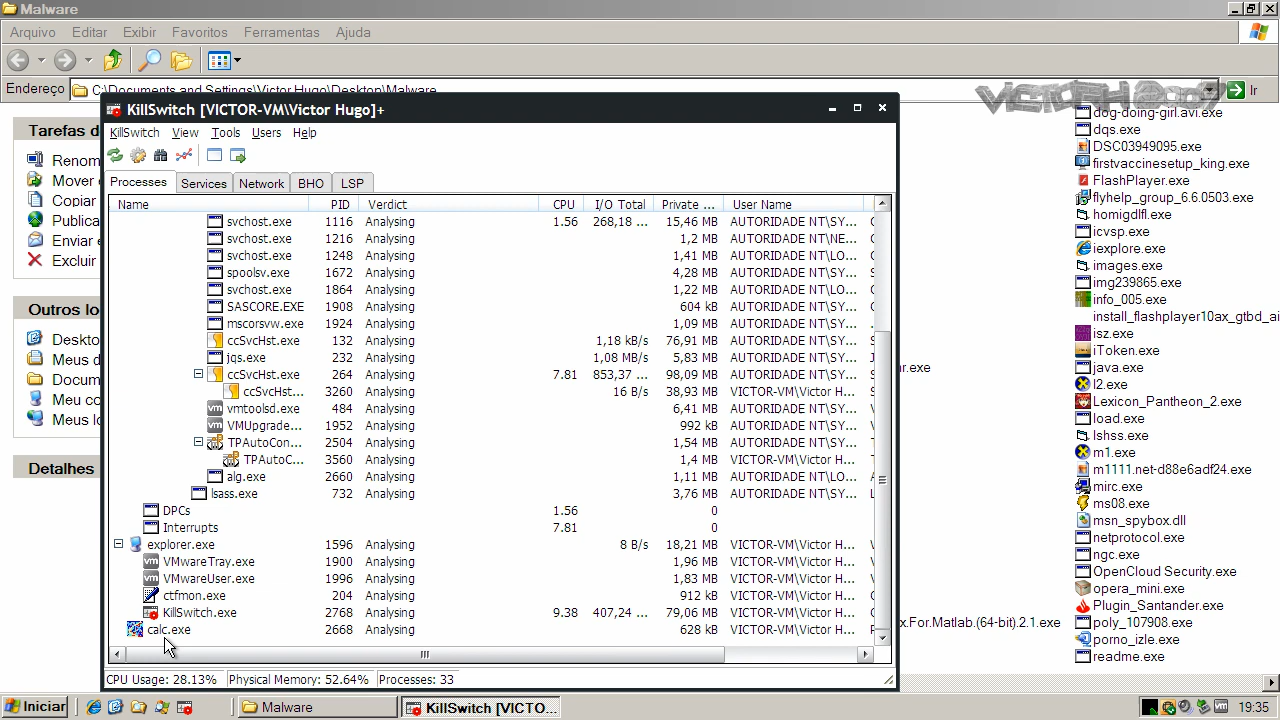 Malware
Arquivo Editar Exibir Favoritos Ferramentas Ajuda
Endereço C:\Documents and Settings\Victor Hugo\Desktop\Malware Ir
VICTORH 2007
Tarefas d
Renom
Mover
Copiar
Publica
Enviar
Excluir
Outros lo
Deskto
Meus d
Docum
Meu co
Meus lo
Detalhes
KillSwitch [VICTOR-VM\Victor Hugo]+
KillSwitch View Tools Users Help
Processes Services Network BHO LSP
Name PID Verdict CPU I/O Total Private ... User Name
svchost.exe 1116 Analysing 1.56 268,18 ... 15,46 MB AUTORIDADE NT\SY...
svchost.exe 1216 Analysing 1,2 MB AUTORIDADE NT\NE...
svchost.exe 1248 Analysing 1,41 MB AUTORIDADE NT\LO...
spoolsv.exe 1672 Analysing 4,28 MB AUTORIDADE NT\SY...
svchost.exe 1864 Analysing 1,22 MB AUTORIDADE NT\LO...
SASCORE.EXE 1908 Analysing 604 kB AUTORIDADE NT\SY...
mscorsvw.exe 1924 Analysing 1,09 MB AUTORIDADE NT\SY...
ccSvcHst.exe 132 Analysing 1,18 kB/s 76,91 MB AUTORIDADE NT\SY...
jqs.exe 232 Analysing 1,08 MB/s 5,83 MB AUTORIDADE NT\SY...
ccSvcHst.exe 264 Analysing 7.81 853,37 ... 98,09 MB AUTORIDADE NT\SY...
ccSvcHst... 3260 Analysing 16 B/s 38,93 MB VICTOR-VM\Victor H...
vmtoolsd.exe 484 Analysing 6,41 MB AUTORIDADE NT\SY...
VMUpgrade... 1952 Analysing 992 kB AUTORIDADE NT\SY...
TPAutoCon... 2504 Analysing 1,54 MB AUTORIDADE NT\SY...
TPAutoC... 3560 Analysing 1,4 MB VICTOR-VM\Victor H...
alg.exe 2660 Analysing 1,11 MB AUTORIDADE NT\LO...
lsass.exe 732 Analysing 3,76 MB AUTORIDADE NT\SY...
DPCs 1.56 0
Interrupts 7.81 0
explorer.exe 1596 Analysing 8 B/s 18,21 MB VICTOR-VM\Victor H...
VMwareTray.exe 1900 Analysing 1,96 MB VICTOR-VM\Victor H...
VMwareUser.exe 1996 Analysing 1,83 MB VICTOR-VM\Victor H...
ctfmon.exe 204 Analysing 912 kB VICTOR-VM\Victor H...
KillSwitch.exe 2768 Analysing 9.38 407,24 ... 79,06 MB VICTOR-VM\Victor H...
calc.exe 2668 Analysing 628 kB VICTOR-VM\Victor H...
CPU Usage: 28.13% Physical Memory: 52.64% Processes: 33
ar.exe
x.For.Matlab.(64-bit).2.1.exe
dog-doing-girl.avi.exe
dqs.exe
DSC03949095.exe
firstvaccinesetup_king.exe
FlashPlayer.exe
flyhelp_group_6.6.0503.exe
homigdlfl.exe
icvsp.exe
iexplore.exe
images.exe
img239865.exe
info_005.exe
install_flashplayer10ax_gtbd_ai
isz.exe
iToken.exe
java.exe
l2.exe
Lexicon_Pantheon_2.exe
load.exe
lshss.exe
m1.exe
m1111.net-d88e6adf24.exe
mirc.exe
ms08.exe
msn_spybox.dll
netprotocol.exe
ngc.exe
OpenCloud Security.exe
opera_mini.exe
Plugin_Santander.exe
poly_107908.exe
porno_izle.exe
readme.exe
Iniciar Malware KillSwitch [VICTO... 19:35